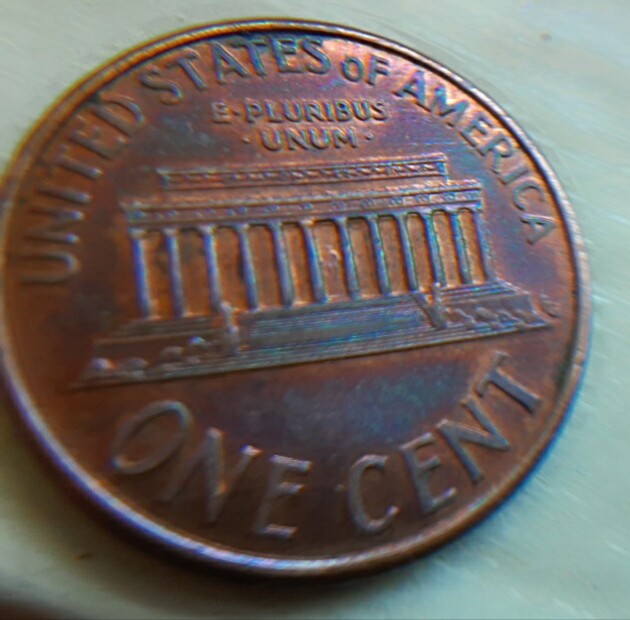 UNITED STATES OF AMERICA
E·PLURIBUS
·UNUM·
ONE CENT